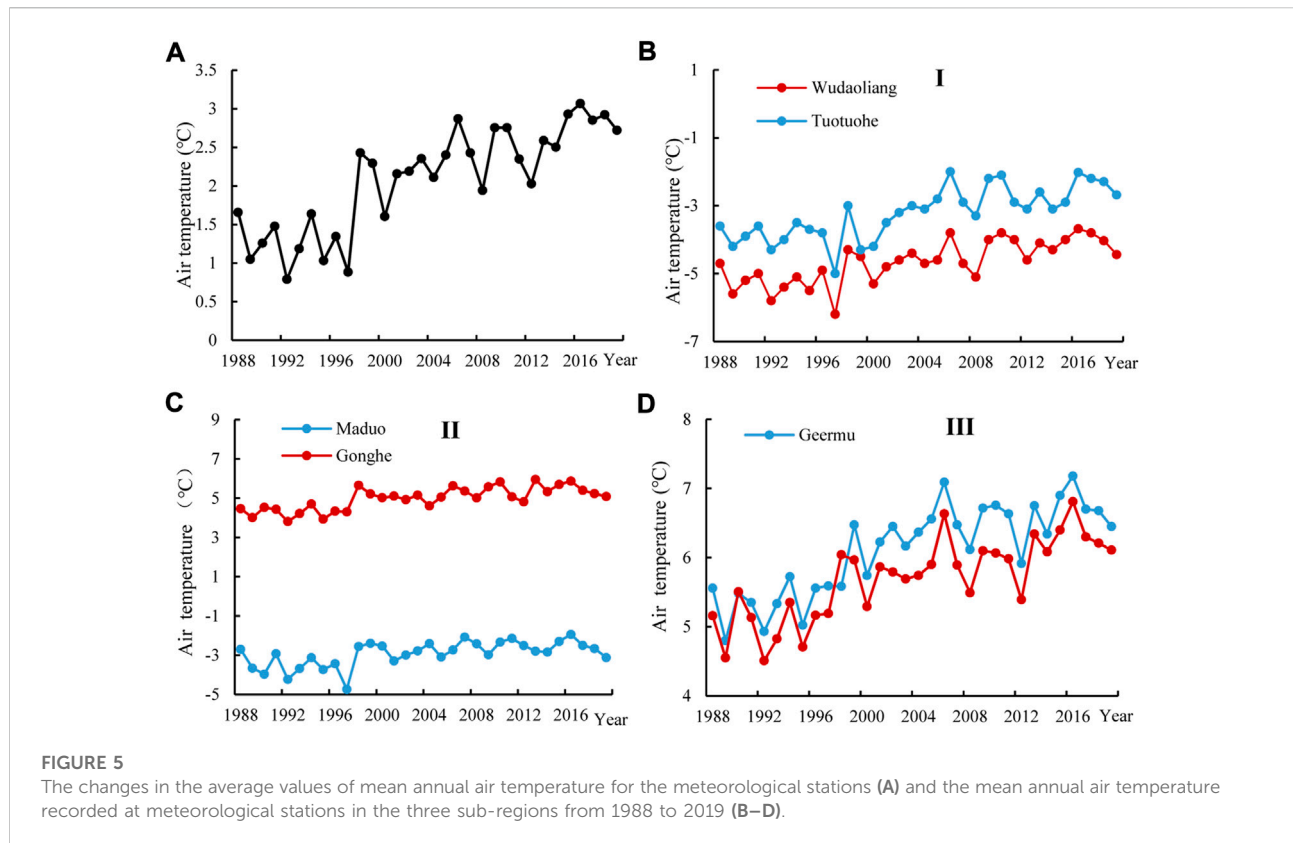 A
3.5
3
2.5
2
1.5
1
0.5
0
Air temperature (°C)
1988 1992 1996 2000 2004 2008 2012 2016 Year
B
I
Wudaoliang
Tuotuohe
1
-1
-3
-5
-7
Air temperature (°C)
1988 1992 1996 2000 2004 2008 2012 2016 Year
C
II
Maduo
Gonghe
9
7
5
3
1
-1
-3
-5
Air temperature (°C)
1988 1992 1996 2000 2004 2008 2012 2016 Year
D
III
Geermu
8
7
6
5
4
Air temperature (°C)
1988 1992 1996 2000 2004 2008 2012 2016 Year
FIGURE 5
The changes in the average values of mean annual air temperature for the meteorological stations (A) and the mean annual air temperature
recorded at meteorological stations in the three sub-regions from 1988 to 2019 (B–D).